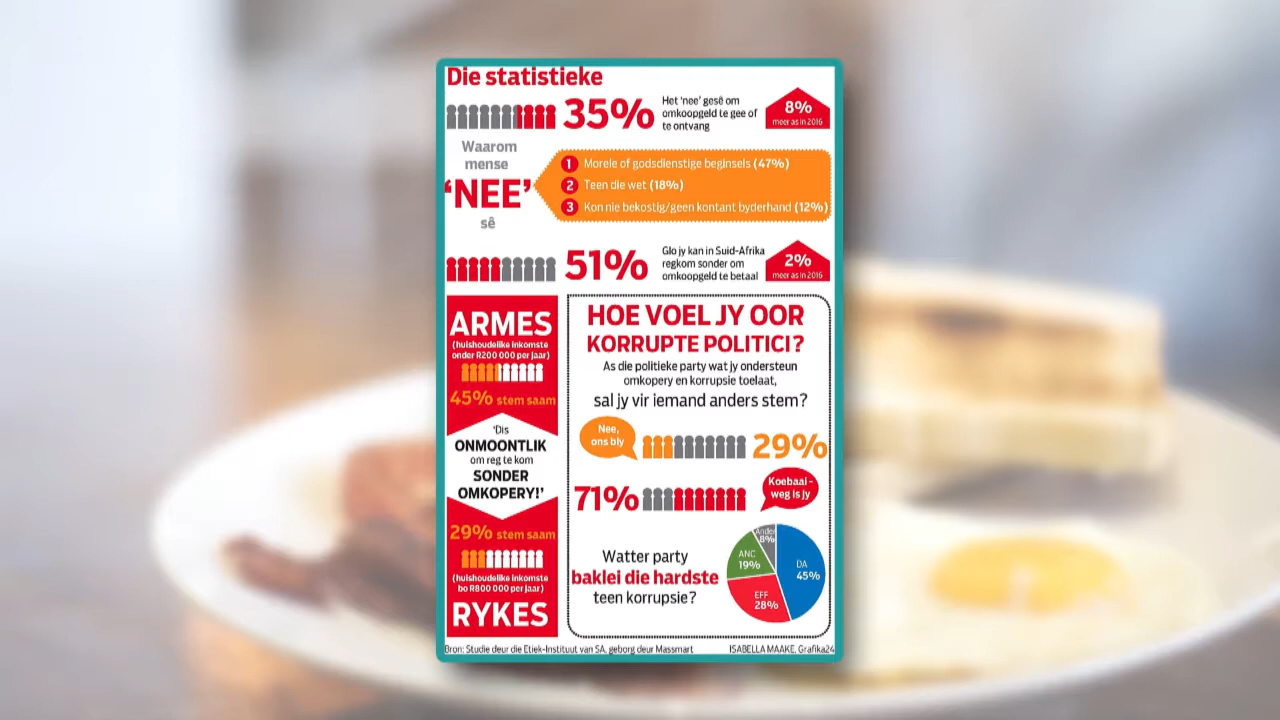 Die statistieke
35%
Het 'nee' gesê om
omkoopgeld te gee of
te ontvang
8%
meer as in 2016
Waarom
mense
'NEE'
sê
1 Morele of godsdienstige beginsels (47%)
2 Teen die wet (18%)
3 Kon nie bekostig/geen kontant byderhand (12%)
51%
Glo jy kan in Suid-Afrika
regkom sonder om
omkoopgeld te betaal
2%
meer as in 2016
ARMES
(huishoudelike inkomste
onder R200 000 per jaar)
45% stem saam
'Dis
ONMOONTLIK
om reg te kom
SONDER
OMKOPERY!'
29% stem saam
(huishoudelike inkomste
bo R800 000 per jaar)
RYKES
HOE VOEL JY OOR
KORRUPTE POLITICI?
As die politieke party wat jy ondersteun
omkopery en korrupsie toelaat,
sal jy vir iemand anders stem?
Nee,
ons bly
29%
71%
Koebaai -
weg is jy
Watter party
baklei die hardste
teen korrupsie?
Ander
8%
ANC
19%
DA
45%
EFF
28%
Bron: Studie deur die Etiek-Instituut van SA, geborg deur Massmart
ISABELLA MAAKE, Grafika24